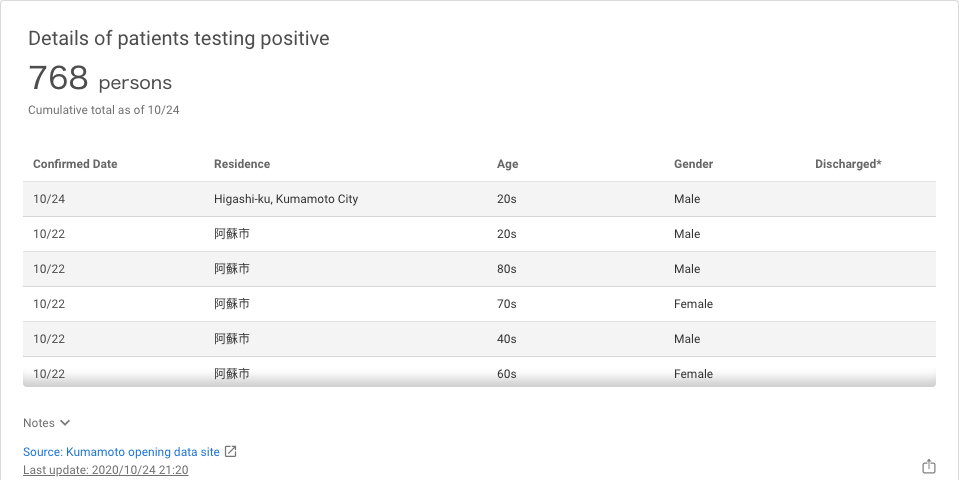 Details of patients testing positive
768 persons
Cumulative total as of 10/24
Confirmed Date Residence Age Gender Discharged*
10/24 Higashi-ku, Kumamoto City 20s Male
10/22 阿蘇市 20s Male
10/22 阿蘇市 80s Male
10/22 阿蘇市 70s Female
10/22 阿蘇市 40s Male
10/22 阿蘇市 60s Female
Notes
Source: Kumamoto opening data site
Last update: 2020/10/24 21:20